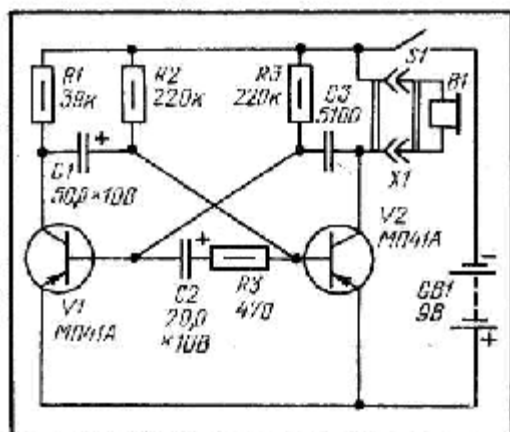 R1
39к
R2
220к
R3
220к
C3
5100
S1
B1
X1
C1
50,0×10В
V1
МП41А
C2
20,0
×10В
R3
470
V2
МП41А
GB1
9В